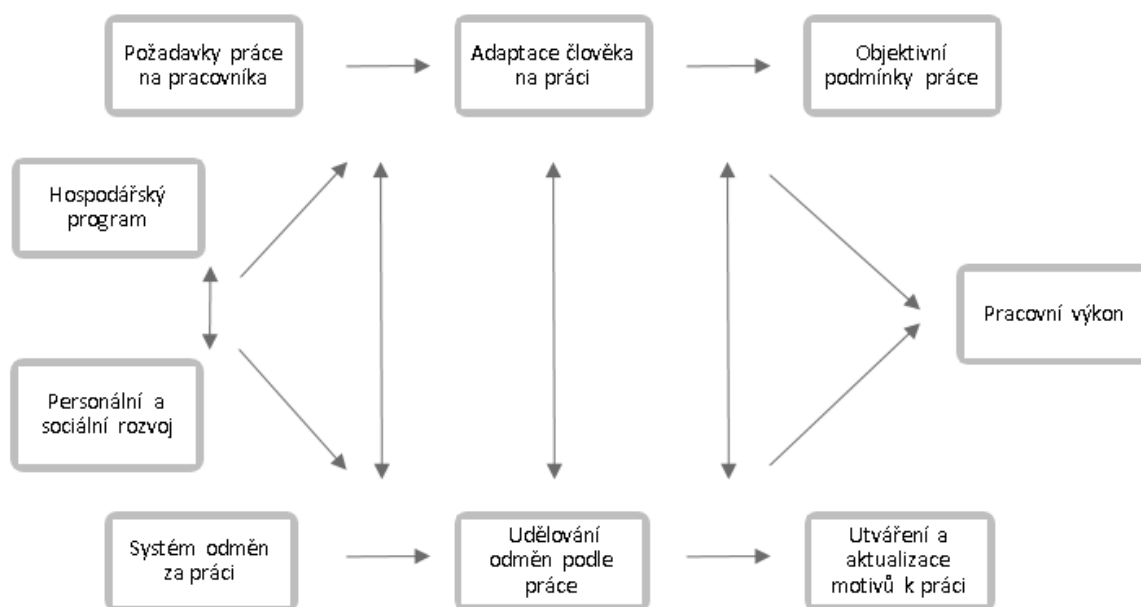 Požadavky práce
na pracovníka
Adaptace člověka
na práci
Objektivní
podmínky práce
Hospodářský
program
Pracovní výkon
Personální a
sociální rozvoj
Systém odměn
za práci
Udělování
odměn podle
práce
Utváření a
aktualizace
motivů k práci